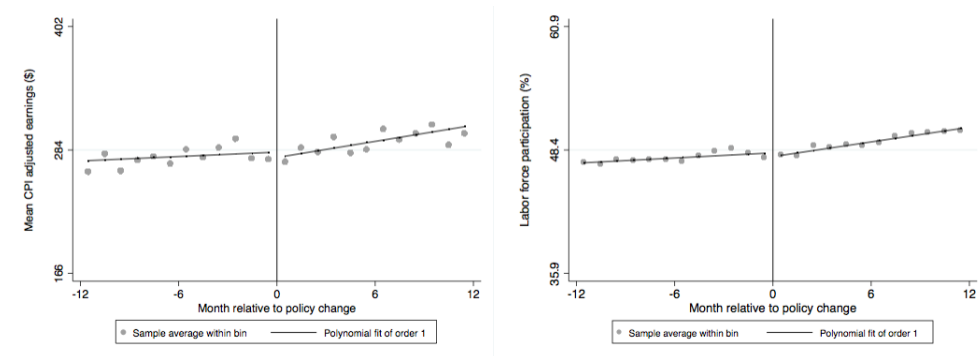 Mean CPI adjusted earnings ($)
402
284
166
-12 -6 0 6 12
Month relative to policy change
Sample average within bin Polynomial fit of order 1
Labor force participation (%)
60.9
48.4
35.9
-12 -6 0 6 12
Month relative to policy change
Sample average within bin Polynomial fit of order 1